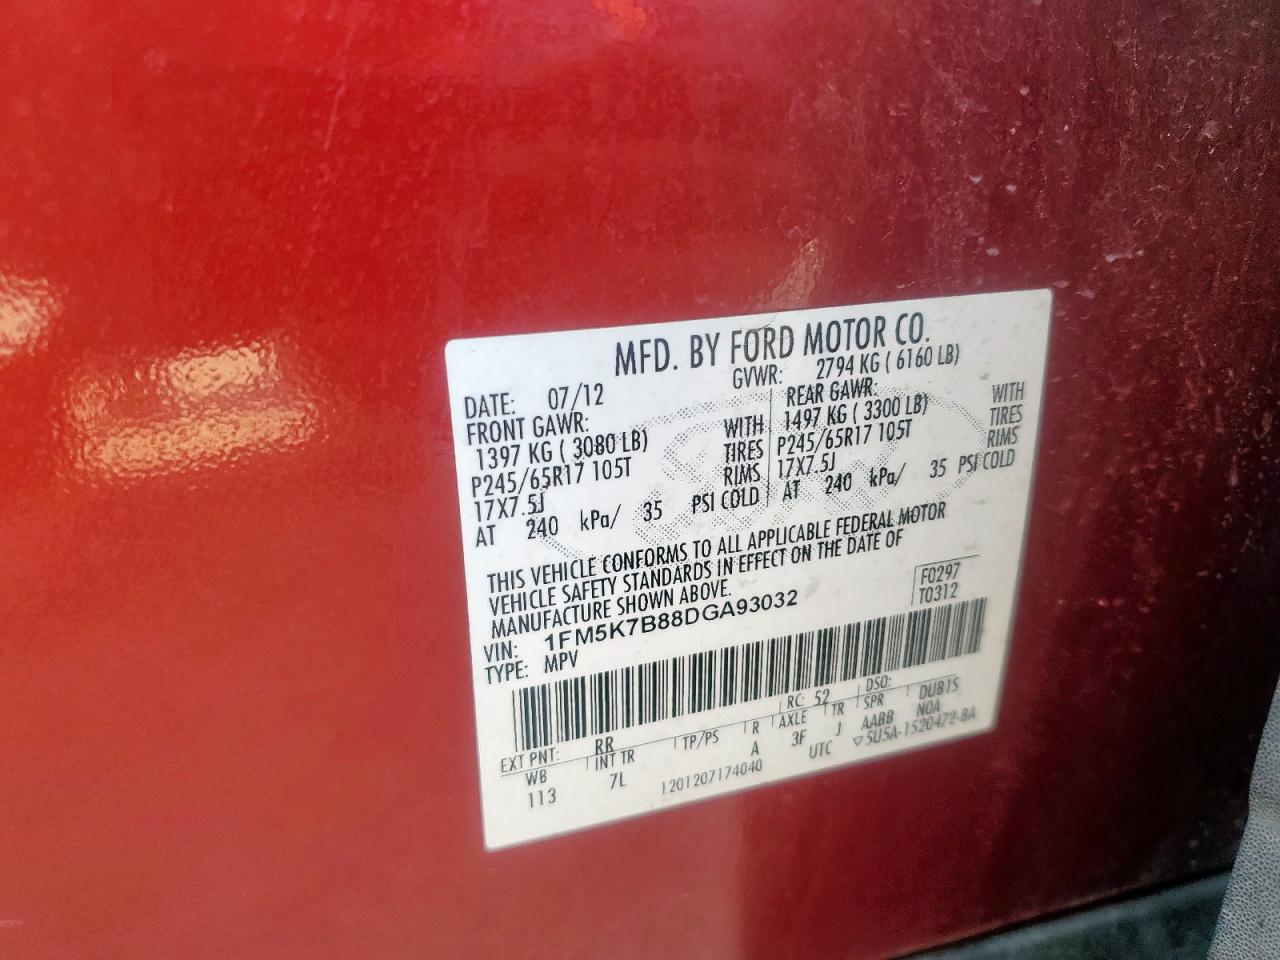 MFD. BY FORD MOTOR CO.
DATE: 07/12 GVWR: 2794 KG ( 6160 LB)
FRONT GAWR: REAR GAWR:
1397 KG ( 3080 LB) WITH 1497 KG ( 3300 LB) WITH
P245/65R17 105T TIRES P245/65R17 105T TIRES
17X7.5J RIMS 17X7.5J RIMS
AT 240 kPa/ 35 PSI COLD AT 240 kPa/ 35 PSI COLD
THIS VEHICLE CONFORMS TO ALL APPLICABLE FEDERAL MOTOR
VEHICLE SAFETY STANDARDS IN EFFECT ON THE DATE OF
MANUFACTURE SHOWN ABOVE.
F0297
T0312
VIN: 1FM5K7B88DGA93032
TYPE: MPV
EXT PNT: RR RC: 52 DSO:
WB INT TR TP/PS R AXLE TR SPR DUB1S
113 7L A 3F J AABB N0A
1201207174040 UTC ▽5U5A-1520472-BA